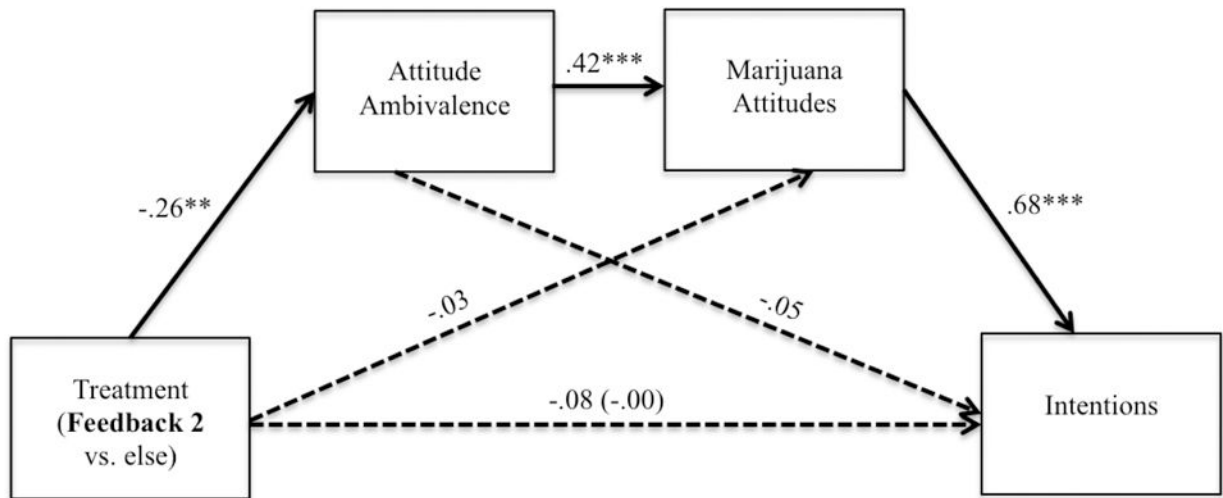 Attitude
Ambivalence
.42***
Marijuana
Attitudes
-.26**
.68***
-.03
-.05
Treatment
(Feedback 2
vs. else)
-.08 (-.00)
Intentions